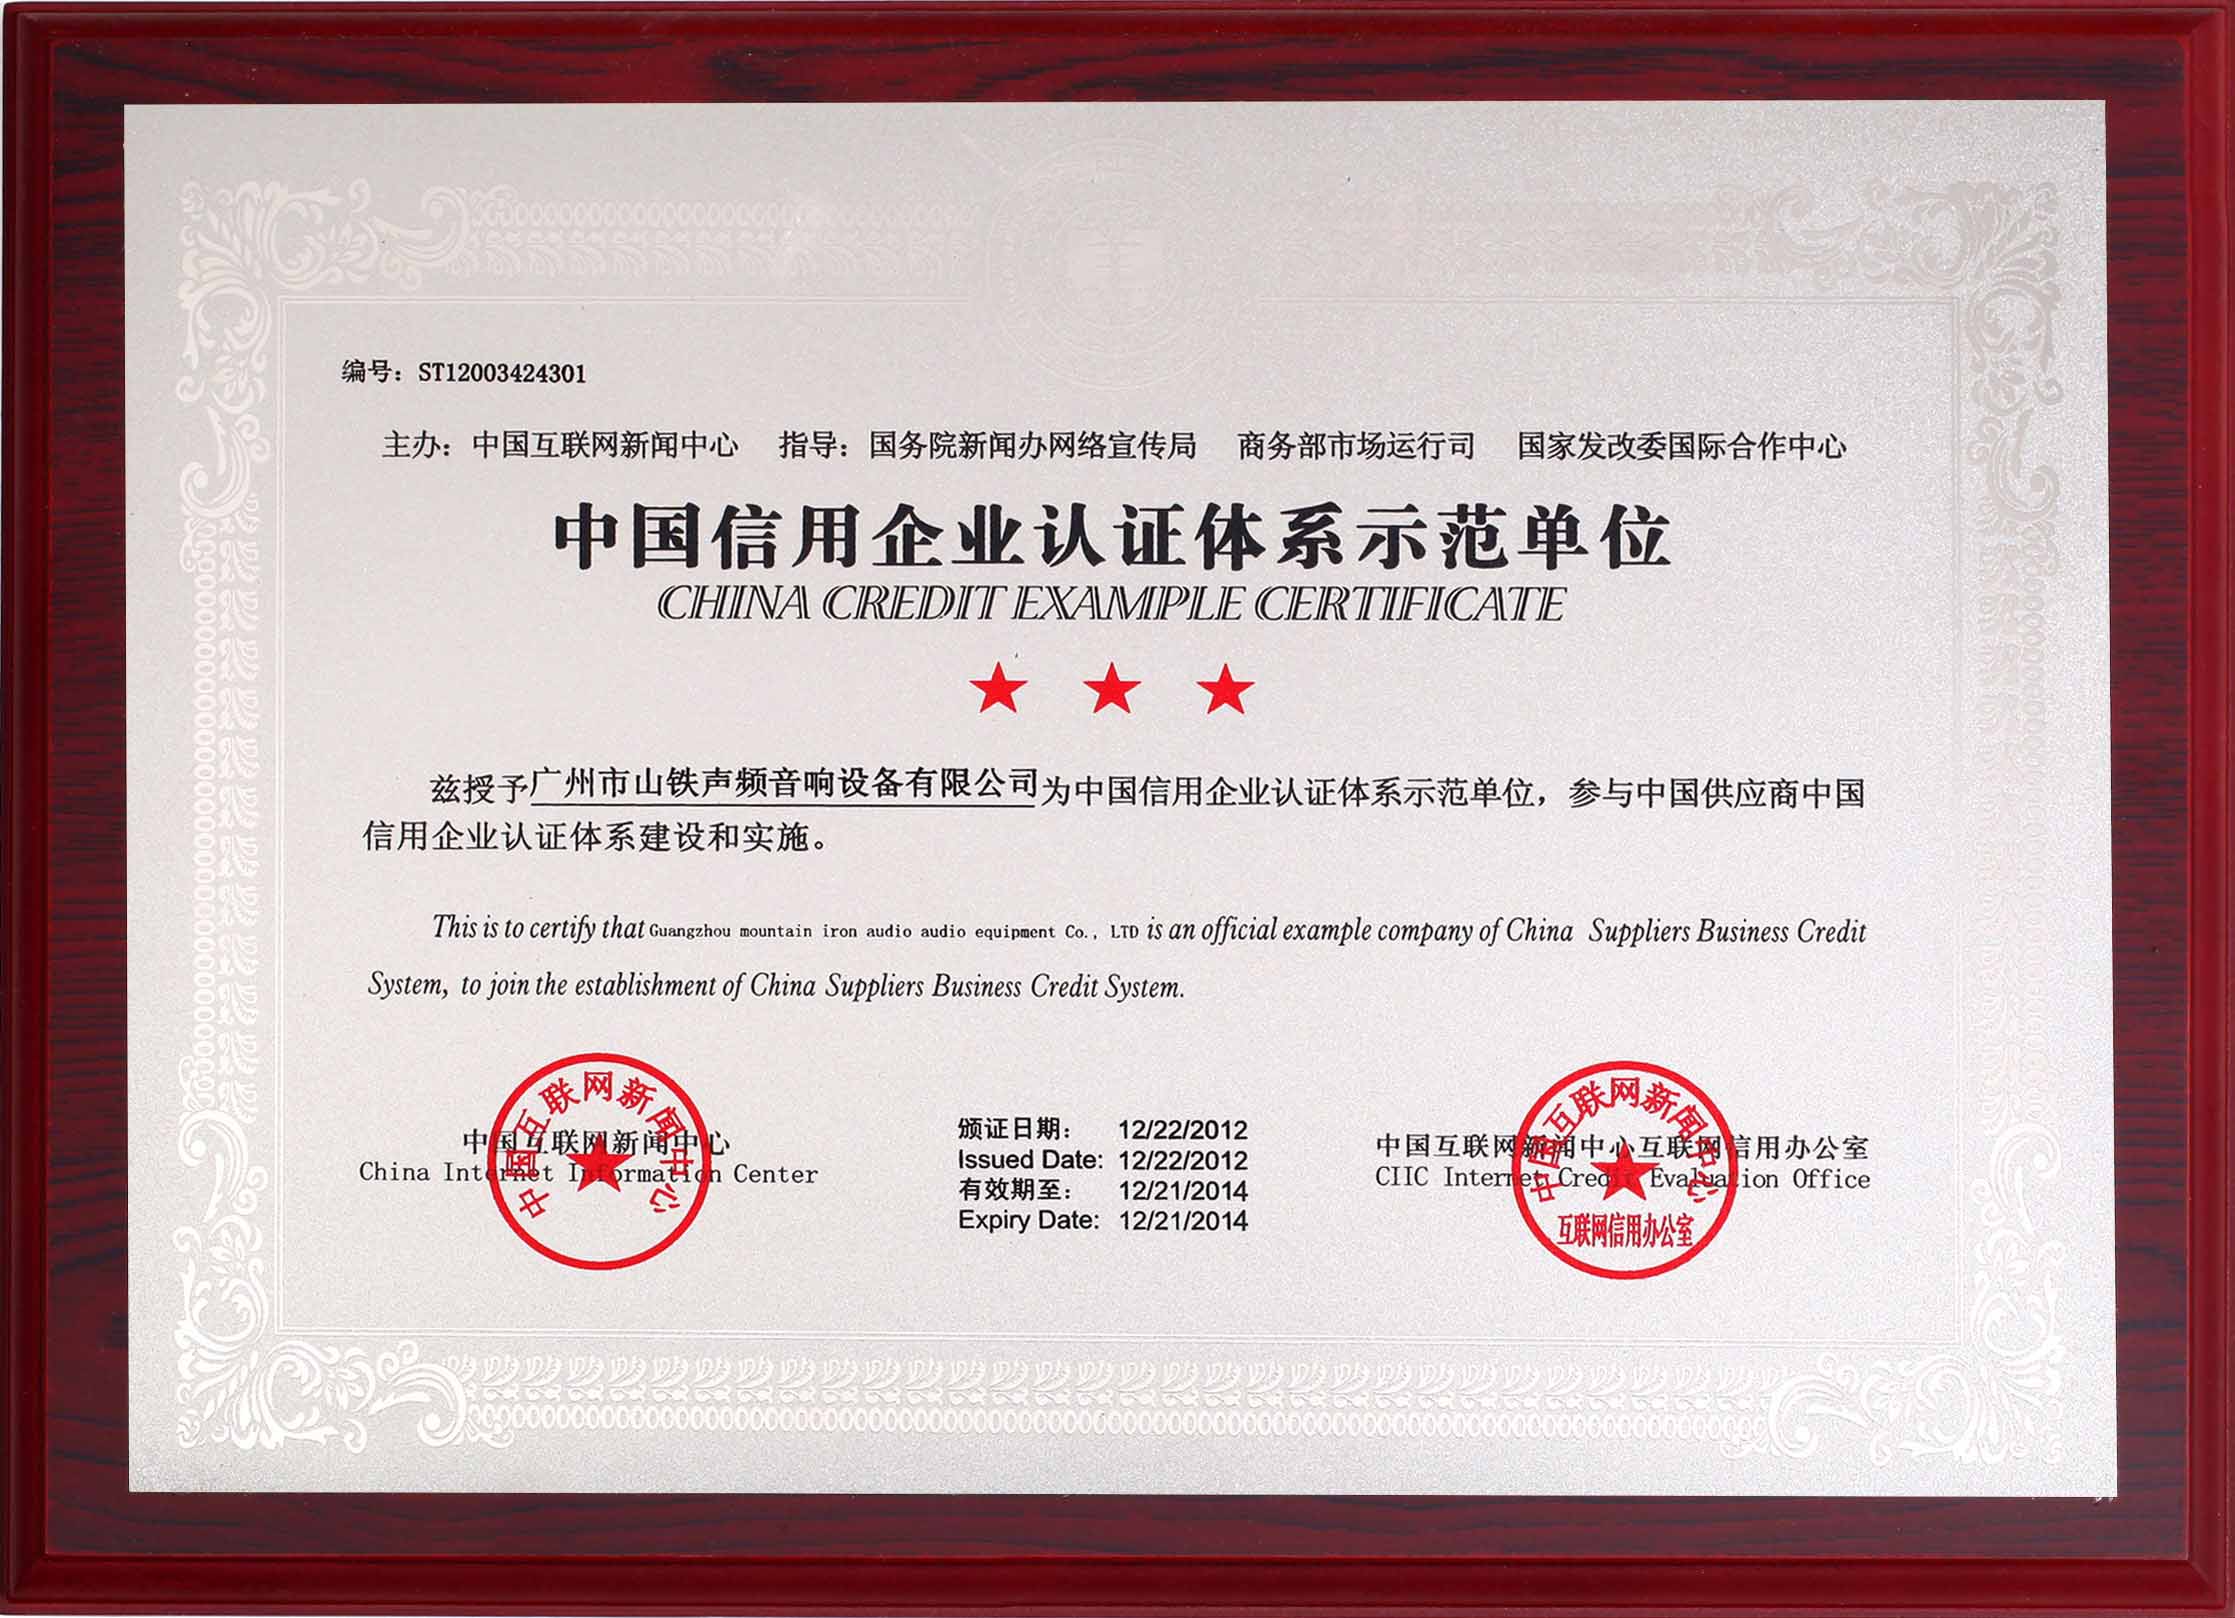 编号：ST12003424301
主办：中国互联网新闻中心 指导：国务院新闻办网络宣传局 商务部市场运行司 国家发改委国际合作中心
中国信用企业认证体系示范单位
CHINA CREDIT EXAMPLE CERTIFICATE
兹授予广州市山铁声频音响设备有限公司为中国信用企业认证体系示范单位，参与中国供应商中国
信用企业认证体系建设和实施。
This is to certify that Guangzhou mountain iron audio audio equipment Co., LTD is an official example company of China Suppliers Business Credit
System, to join the establishment of China Suppliers Business Credit System.
中国互联网新闻中心
中国互联网新闻中心
China Internet Information Center
颁证日期： 12/22/2012
Issued Date: 12/22/2012
有效期至： 12/21/2014
Expiry Date: 12/21/2014
中国互联网新闻中心
中国互联网新闻中心互联网信用办公室
CIIC Internet Credit Evaluation Office
互联网信用办公室